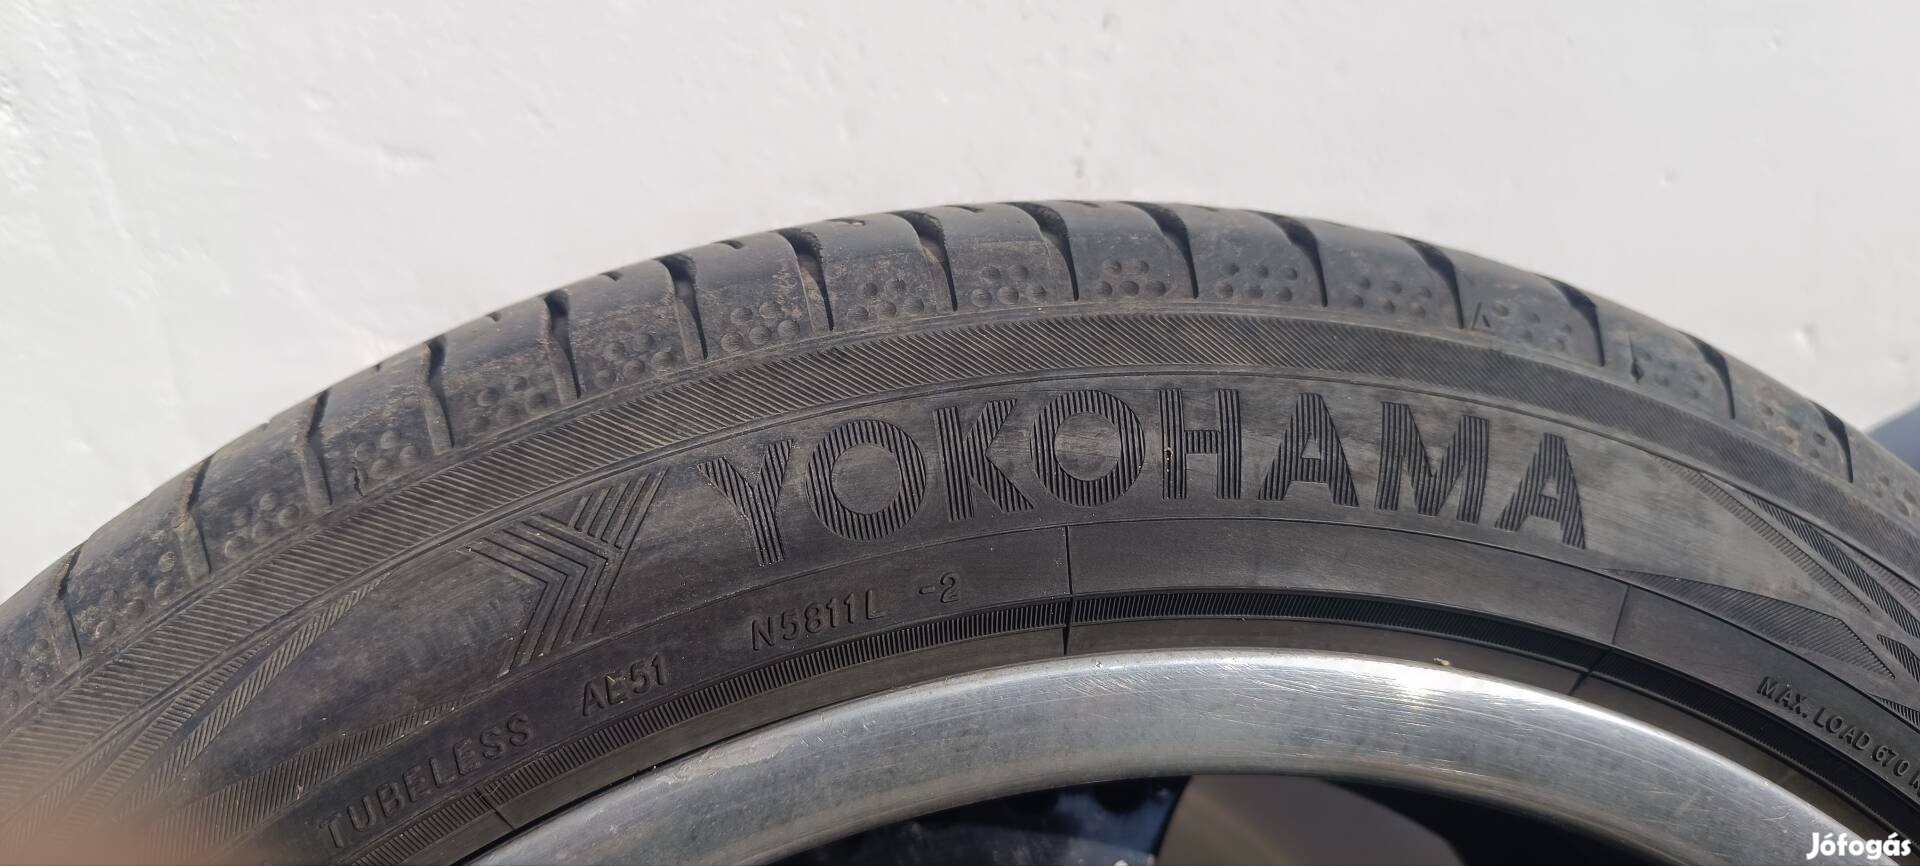 YOKOHAMA
N5811L -2
AE51
TUBELESS
MAX. LOAD 670
Jófogás